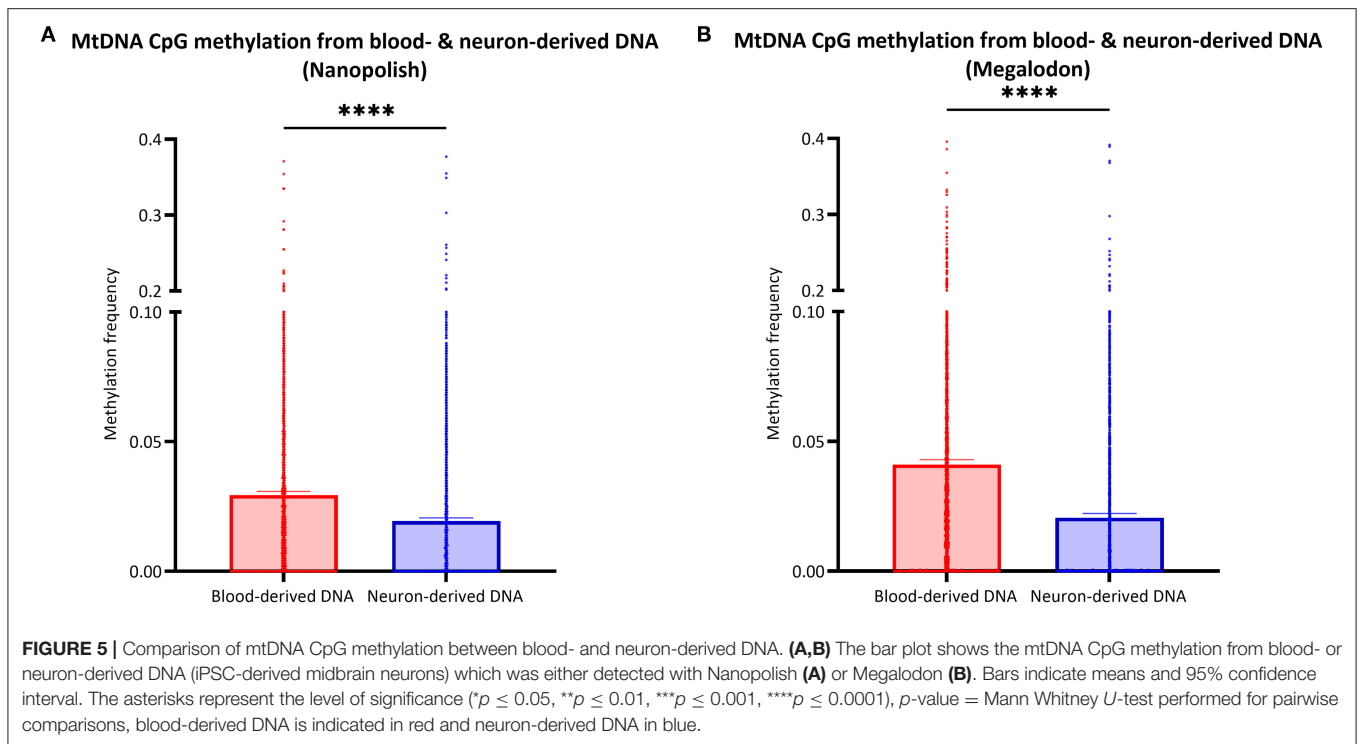 A MtDNA CpG methylation from blood- & neuron-derived DNA
(Nanopolish)
****
Methylation frequency
0.4
0.3
0.2
0.10
0.05
0.00
Blood-derived DNA Neuron-derived DNA
B MtDNA CpG methylation from blood- & neuron-derived DNA
(Megalodon)
****
Methylation frequency
0.4
0.3
0.2
0.10
0.05
0.00
Blood-derived DNA Neuron-derived DNA
FIGURE 5 | Comparison of mtDNA CpG methylation between blood- and neuron-derived DNA. (A,B) The bar plot shows the mtDNA CpG methylation from blood- or
neuron-derived DNA (iPSC-derived midbrain neurons) which was either detected with Nanopolish (A) or Megalodon (B). Bars indicate means and 95% confidence
interval. The asterisks represent the level of significance (*p ≤ 0.05, **p ≤ 0.01, ***p ≤ 0.001, ****p ≤ 0.0001), p-value = Mann Whitney U-test performed for pairwise
comparisons, blood-derived DNA is indicated in red and neuron-derived DNA in blue.